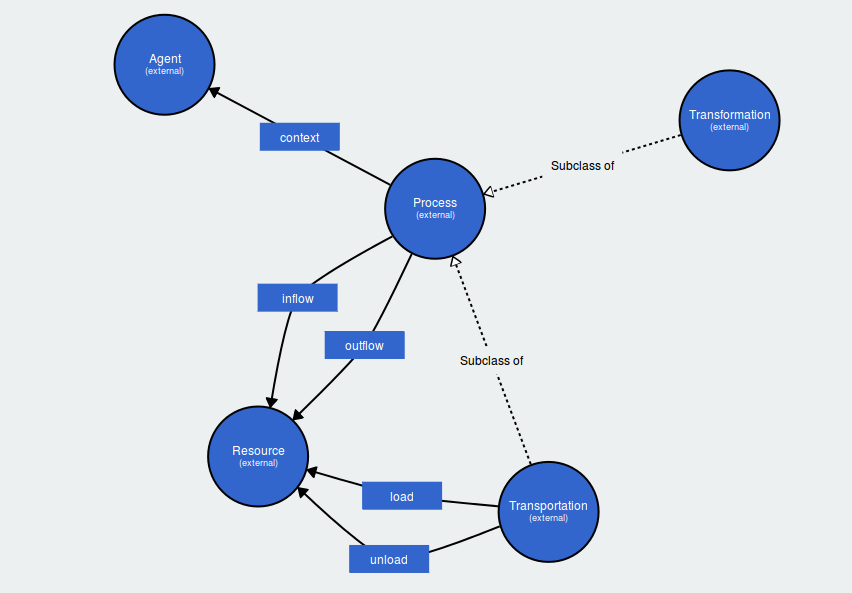 Agent
(external)
Transformation
(external)
context
Subclass of
Process
(external)
inflow
outflow
Subclass of
Resource
(external)
load
Transportation
(external)
unload